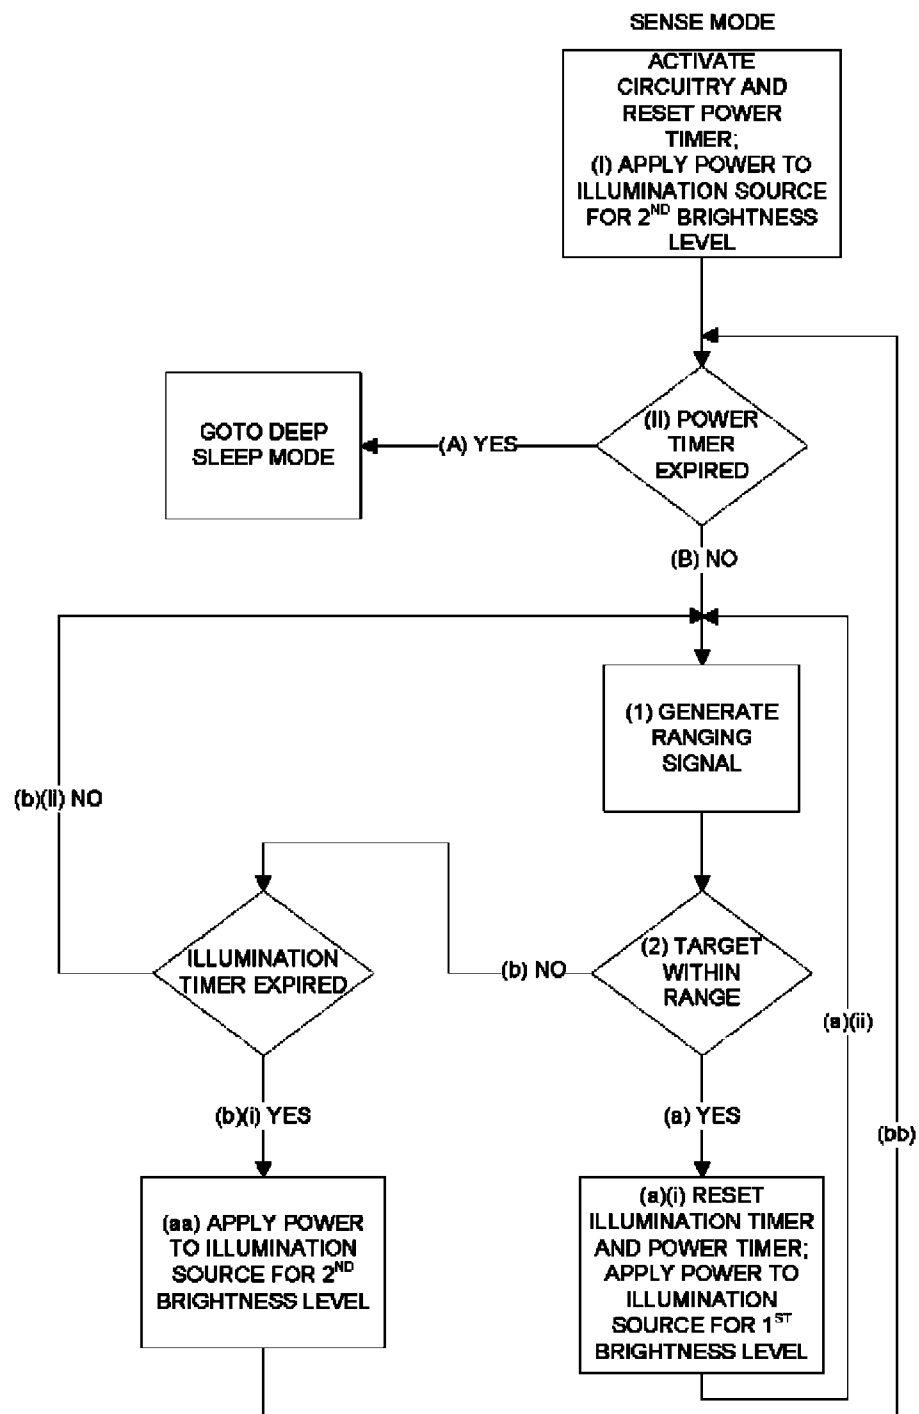 SENSE MODE
ACTIVATE
CIRCUITRY AND
RESET POWER
TIMER;
(I) APPLY POWER TO
ILLUMINATION SOURCE
FOR 2ND BRIGHTNESS
LEVEL
(II) POWER
TIMER
EXPIRED
(A) YES
GOTO DEEP
SLEEP MODE
(B) NO
(1) GENERATE
RANGING
SIGNAL
(b)(ii) NO
(2) TARGET
WITHIN
RANGE
(b) NO
ILLUMINATION
TIMER EXPIRED
(a)(ii)
(b)(i) YES
(a) YES
(bb)
(aa) APPLY POWER
TO ILLUMINATION
SOURCE FOR 2ND
BRIGHTNESS LEVEL
(a)(i) RESET
ILLUMINATION TIMER
AND POWER TIMER;
APPLY POWER TO
ILLUMINATION
SOURCE FOR 1ST
BRIGHTNESS LEVEL